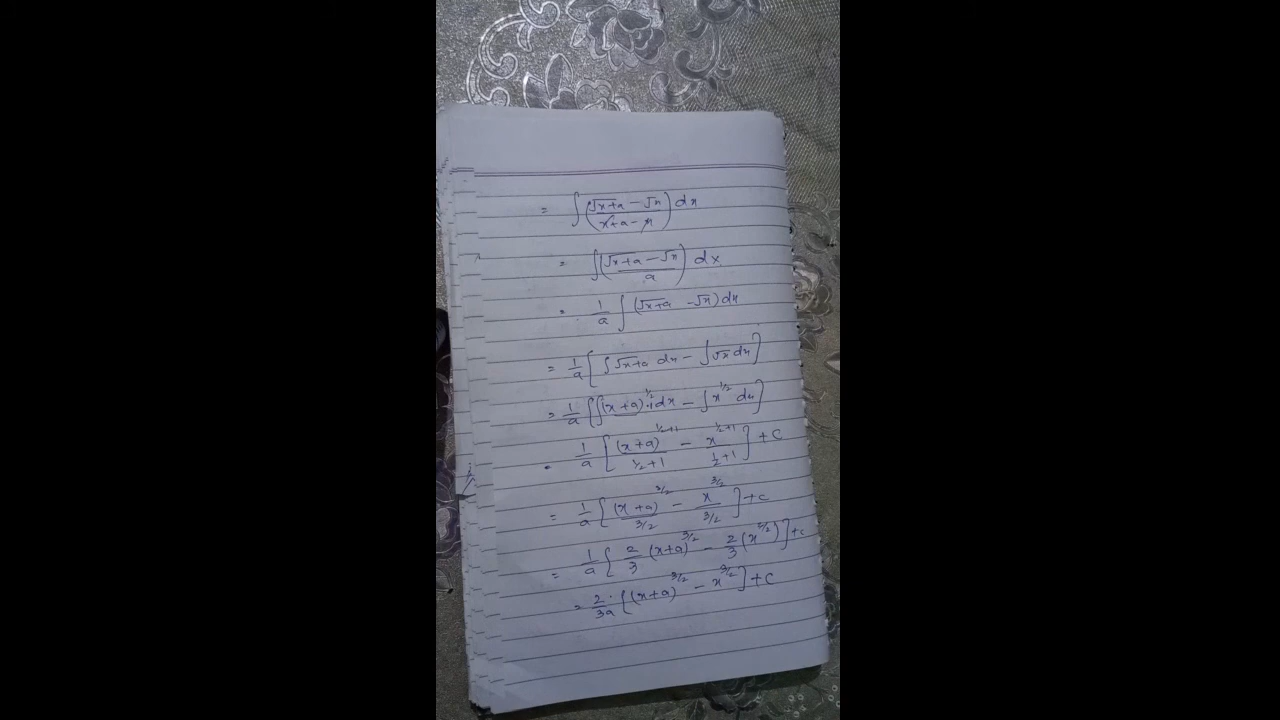 = ∫ ( (√x+a − √x) / (x+a−x) ) dx
= ∫ ( (√x+a − √x) / a ) dx
= 1/a ∫ (√x+a − √x) dx
= 1/a [ ∫ √x+a dx − ∫ √x dx ]
= 1/a [ ∫ (x+a)^1/2 · 1 dx − ∫ x^1/2 dx ]
= 1/a [ (x+a)^(1/2+1) / (1/2+1) − x^(1/2+1) / (1/2+1) ] + C
= 1/a [ (x+a)^3/2 / (3/2) − x^3/2 / (3/2) ] + C
= 1/a [ 2/3 (x+a)^3/2 − 2/3 (x^3/2) ] + C
= 2/3a [ (x+a)^3/2 − x^3/2 ] + C